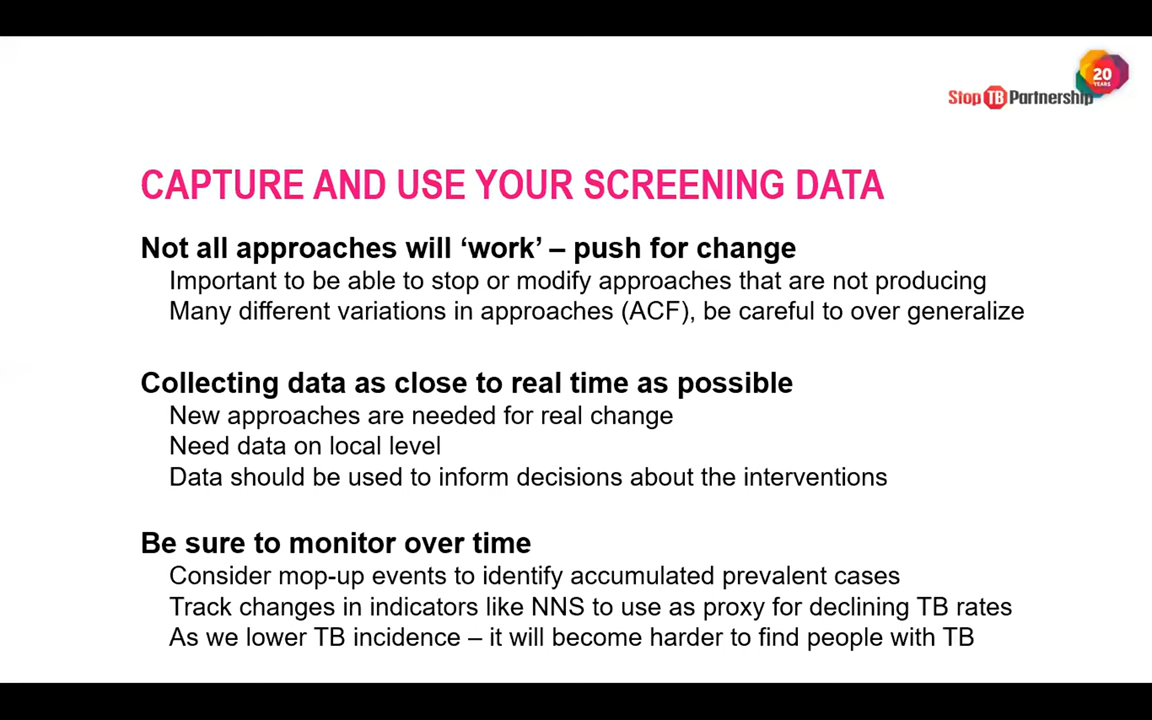 20
YEARS
Stop TB Partnership
CAPTURE AND USE YOUR SCREENING DATA
Not all approaches will ‘work’ – push for change
Important to be able to stop or modify approaches that are not producing
Many different variations in approaches (ACF), be careful to over generalize
Collecting data as close to real time as possible
New approaches are needed for real change
Need data on local level
Data should be used to inform decisions about the interventions
Be sure to monitor over time
Consider mop-up events to identify accumulated prevalent cases
Track changes in indicators like NNS to use as proxy for declining TB rates
As we lower TB incidence – it will become harder to find people with TB